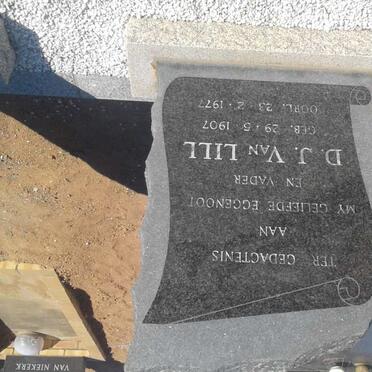 TER GEDAGTENIS
AAN
MY GELIEFDE EGGENOOT
EN VADER
D. J. VAN LILL
GEB. 29-5-1907
OORL. 23-2-1977
VAN NIEKERK